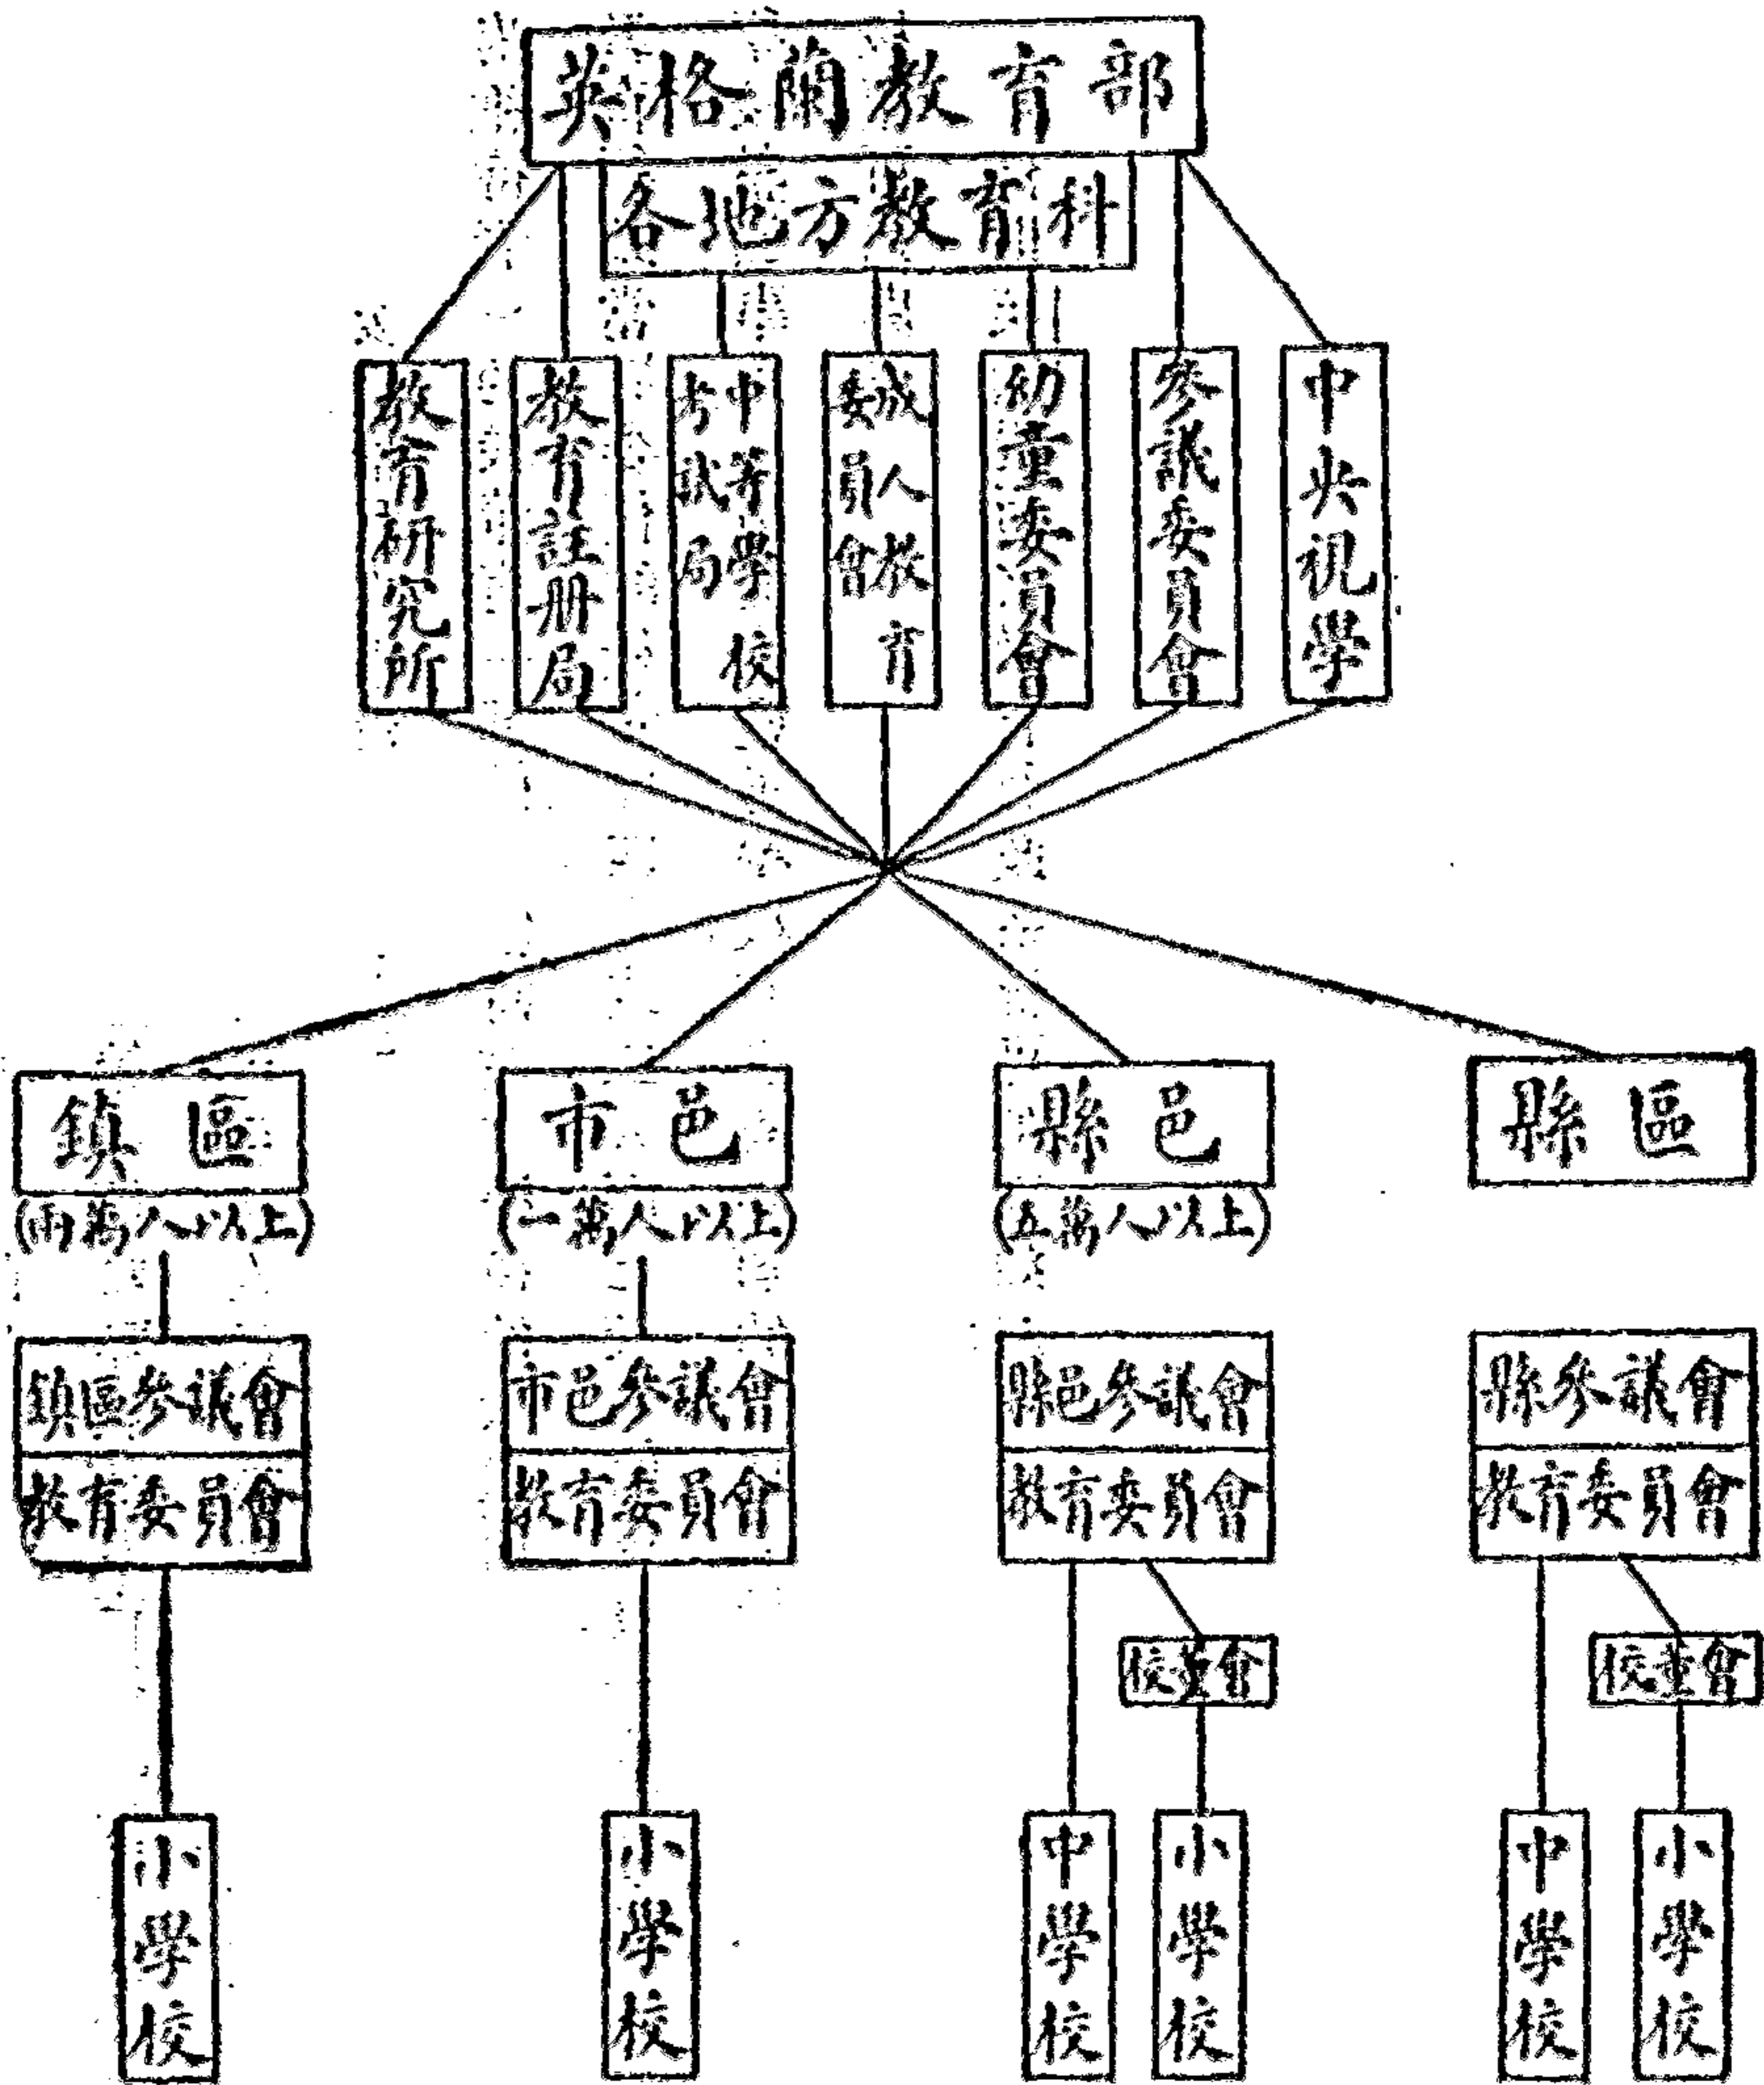 英格蘭教育部
各地方教育科
教育研究所
教育註册局
中等學校
考試局
成人教育
委員會
幼童委員會
參議委員會
中央視學
鎮區
市邑
縣邑
縣區
(兩萬人以上)
(一萬人以上)
(五萬人以上)
鎮區參議會
市邑參議會
縣邑參議會
縣參議會
教育委員會
教育委員會
教育委員會
教育委員會
校董會
校董會
小學校
小學校
中學校
小學校
中學校
小學校